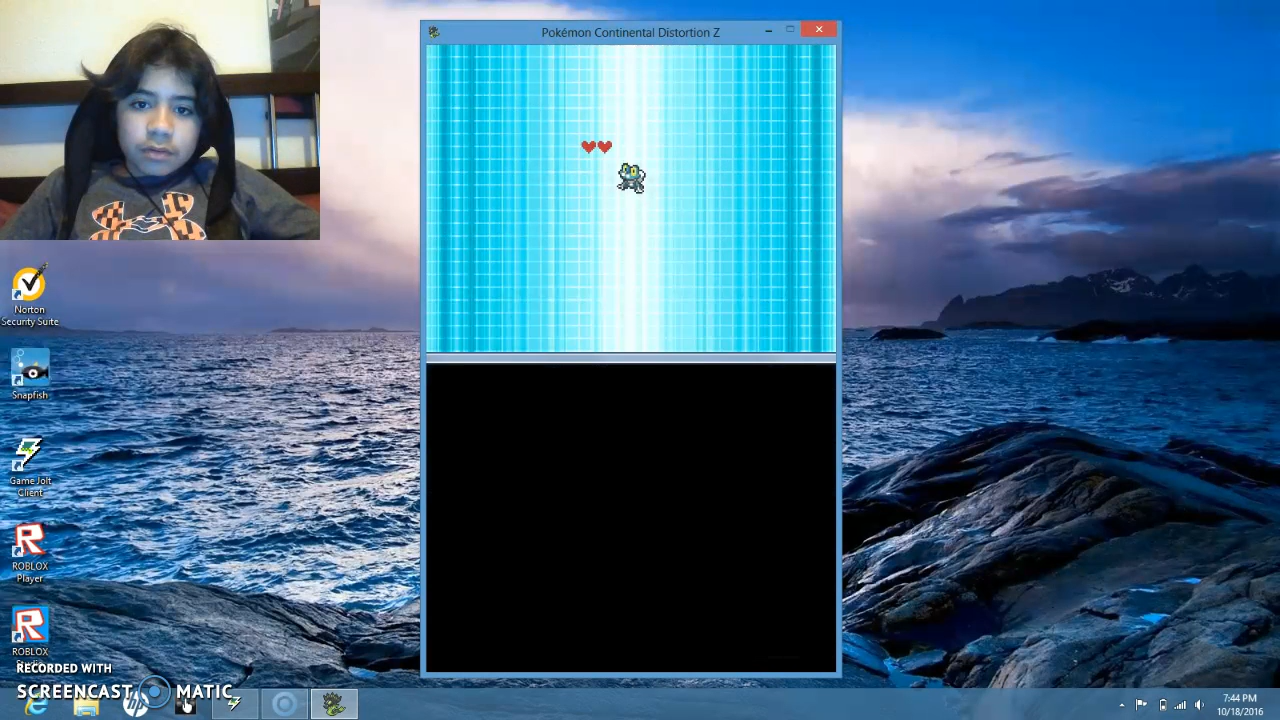 Pokémon Continental Distortion Z
Norton
Security Suite
Snapfish
Game Jolt
Client
ROBLOX
Player
ROBLOX
RECORDED WITH
SCREENCAST MATIC
hp
7:44 PM
10/18/2016